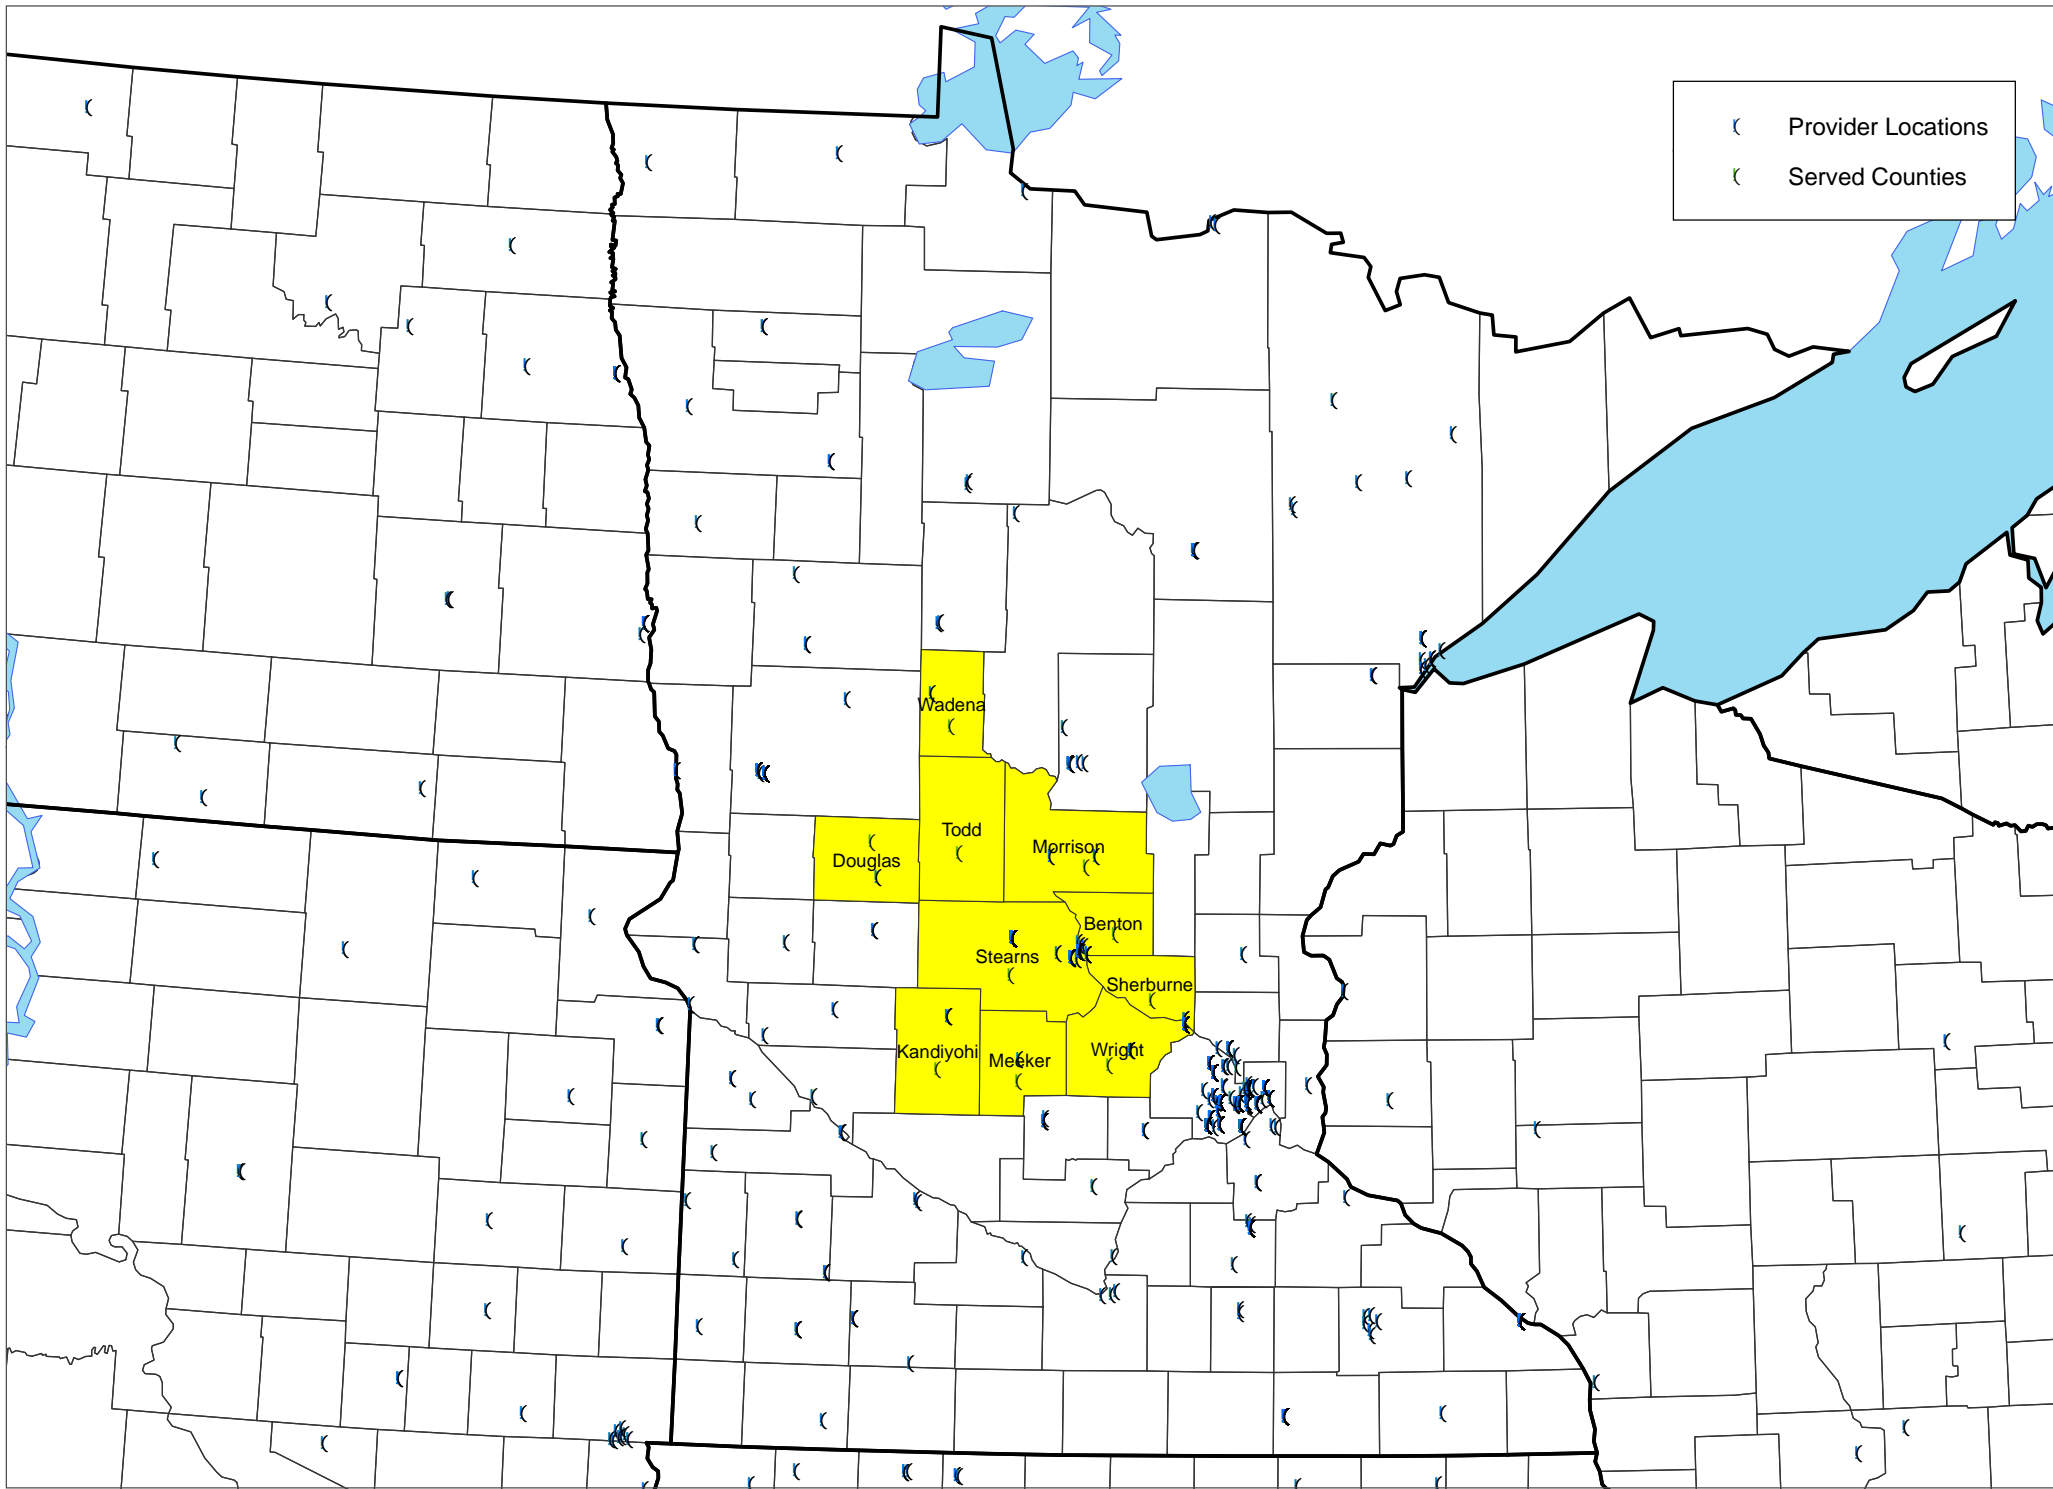 Provider Locations
Served Counties
Wadena
Todd
Morrison
Douglas
Benton
Stearns
Sherburne
Kandiyohi
Meeker
Wright